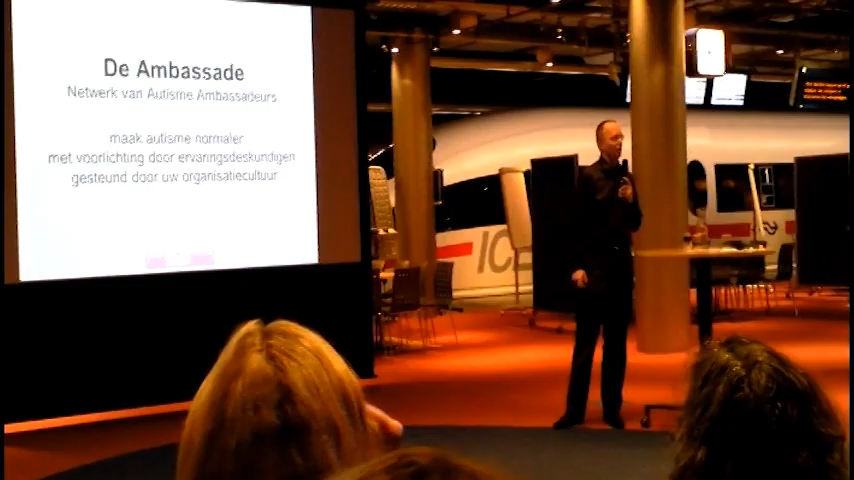 De Ambassade
Netwerk van Autisme Ambassadeurs
maak autisme normaler
met voorlichting door ervaringsdeskundigen
gesteund door uw organisatiecultuur
ICE